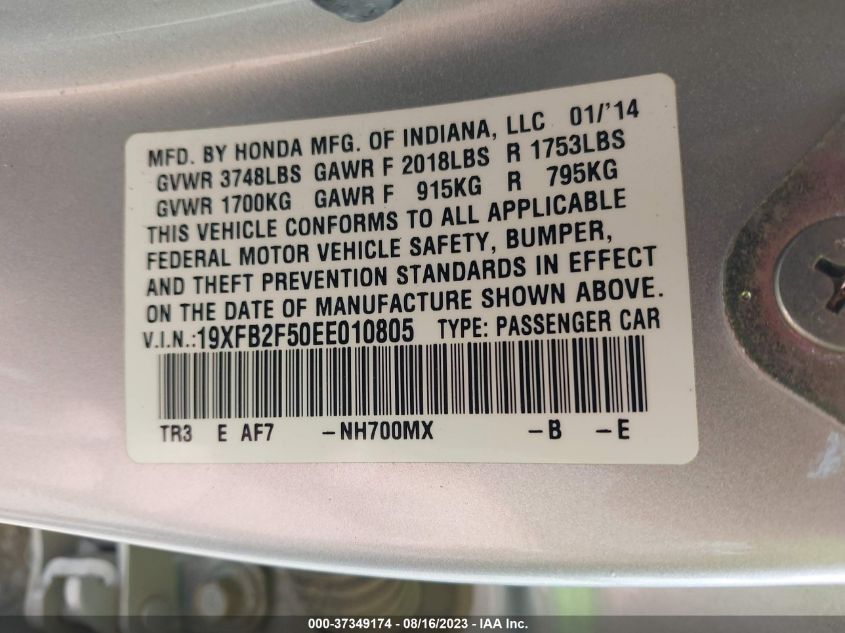 MFD. BY HONDA MFG. OF INDIANA, LLC 01/'14
GVWR 3748LBS GAWR F 2018LBS R 1753LBS
GVWR 1700KG GAWR F 915KG R 795KG
THIS VEHICLE CONFORMS TO ALL APPLICABLE
FEDERAL MOTOR VEHICLE SAFETY, BUMPER,
AND THEFT PREVENTION STANDARDS IN EFFECT
ON THE DATE OF MANUFACTURE SHOWN ABOVE.
V.I.N.:19XFB2F50EE010805 TYPE: PASSENGER CAR
TR3 E AF7 -NH700MX -B -E
000-37349174 - 08/16/2023 - IAA Inc.